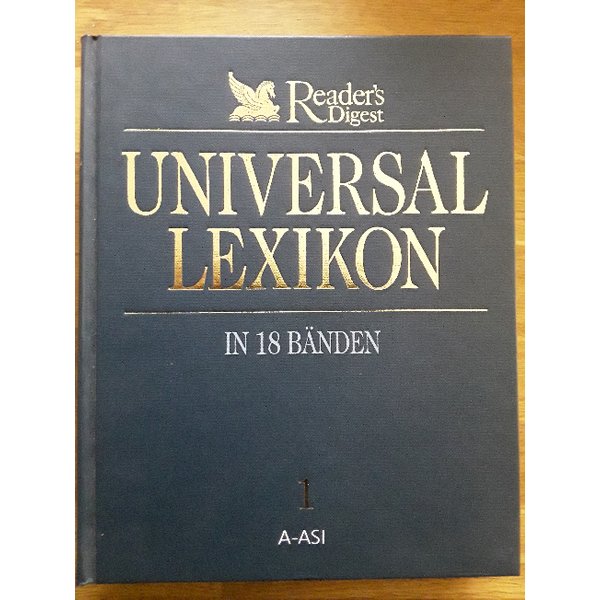 Reader's
Digest
UNIVERSAL
LEXIKON
IN 18 BÄNDEN
1
A-ASI